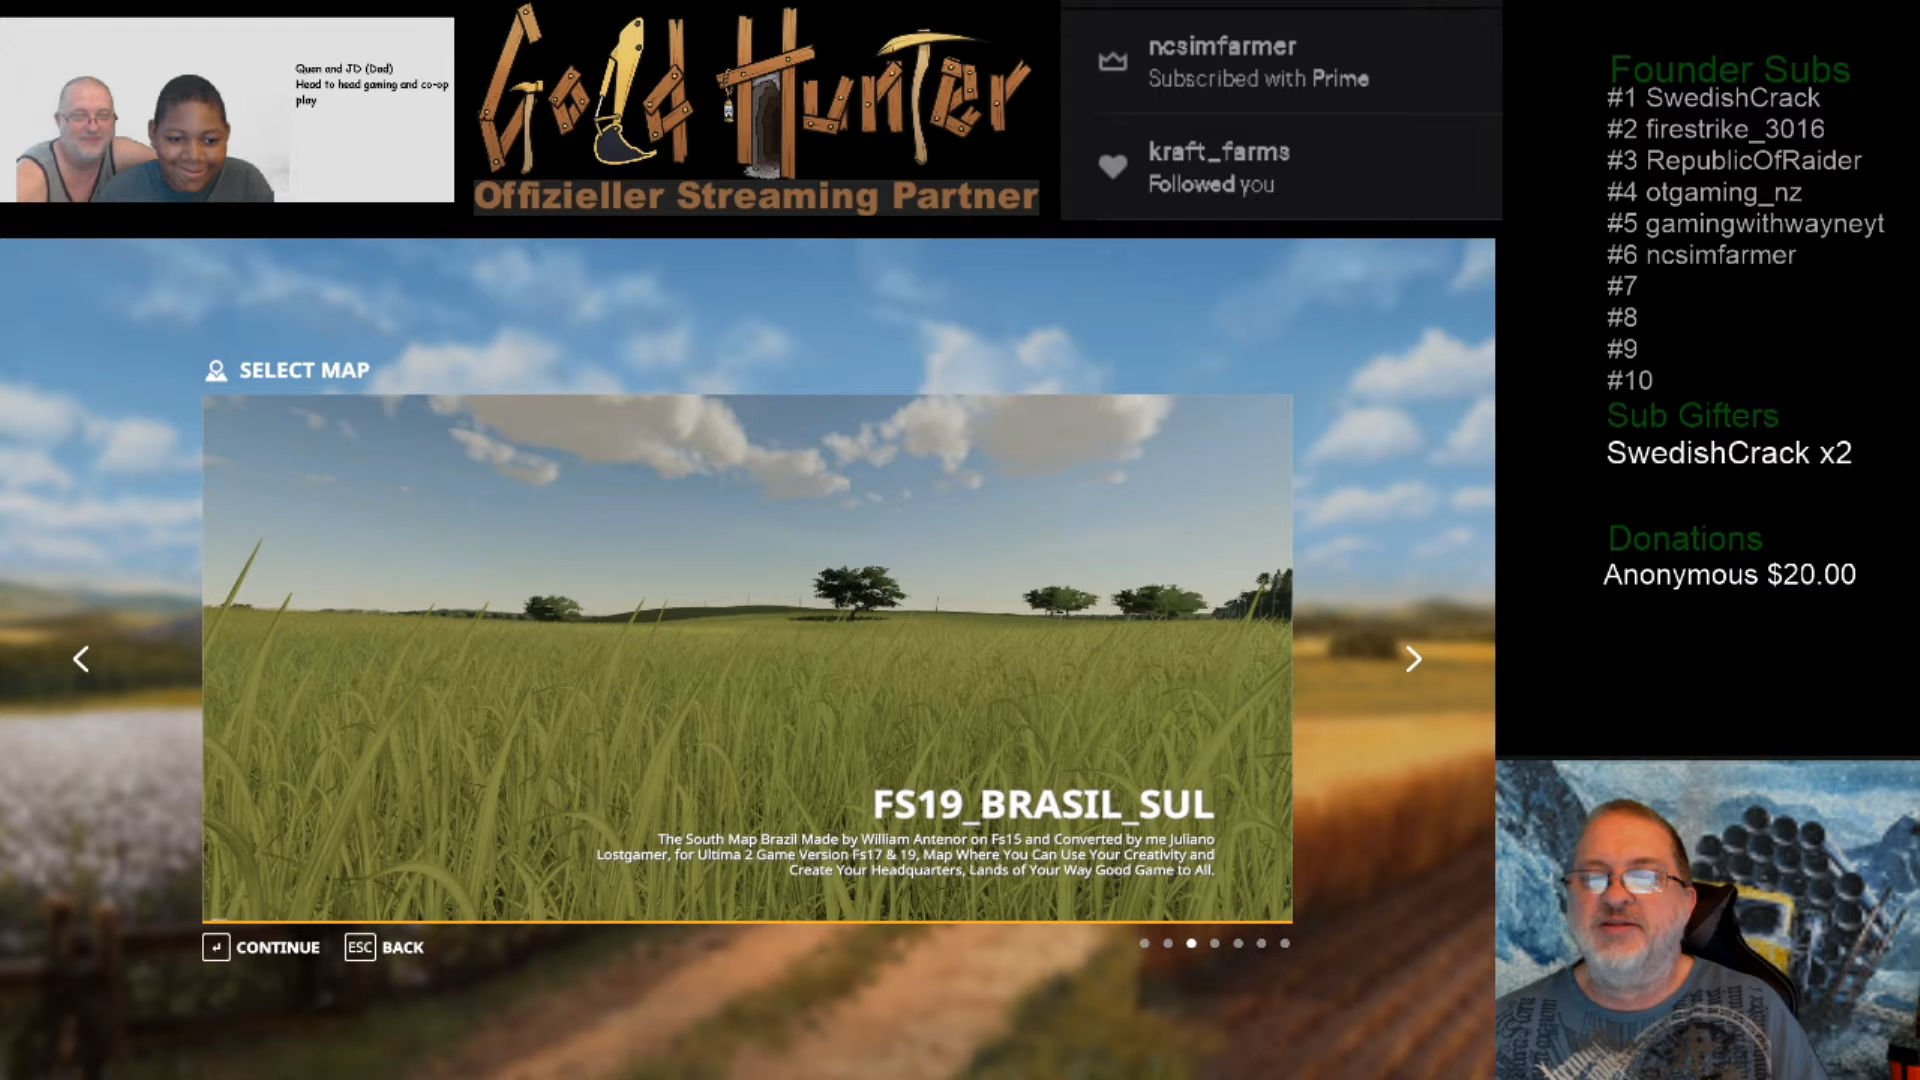 Quen and JD (Dad)
Head to head gaming and co-op
play
Gold Hunter
Offizieller Streaming Partner
ncsimfarmer
Subscribed with Prime
kraft_farms
Followed you
Founder Subs
#1 SwedishCrack
#2 firestrike_3016
#3 RepublicOfRaider
#4 otgaming_nz
#5 gamingwithwayneyt
#6 ncsimfarmer
#7
#8
#9
#10
Sub Gifters
SwedishCrack x2
Donations
Anonymous $20.00
SELECT MAP
FS19_BRASIL_SUL
The South Map Brazil Made by William Antenor on Fs15 and Converted by me Juliano
Lostgamer, for Ultima 2 Game Version Fs17 & 19, Map Where You Can Use Your Creativity and
Create Your Headquarters, Lands of Your Way Good Game to All.
CONTINUE
ESC BACK